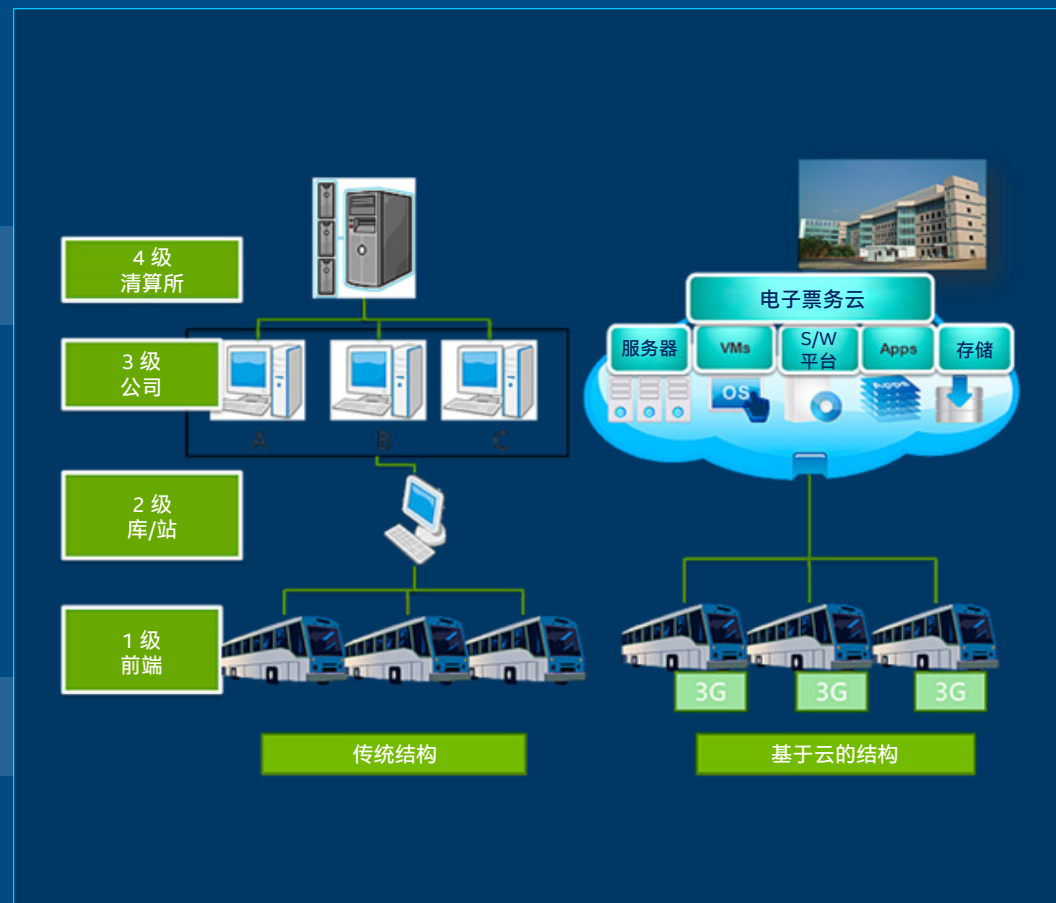 4 级
清算所
3 级
公司
A
B
C
2 级
库/站
1 级
前端
传统结构
电子票务云
服务器
VMs
S/W
平台
Apps
存储
OS
Apps
3G
3G
3G
基于云的结构